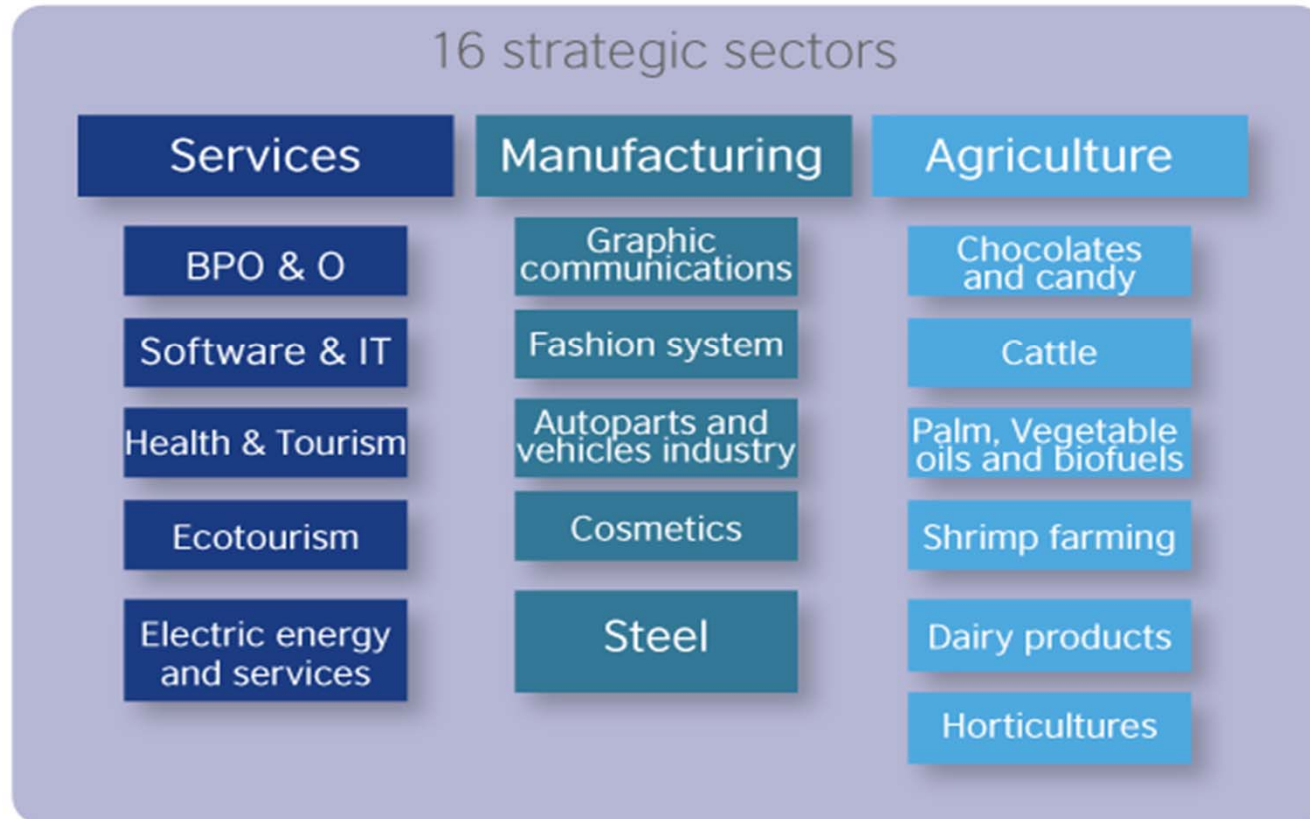 16 strategic sectors
Services
BPO & O
Software & IT
Health & Tourism
Ecotourism
Electric energy
and services
Manufacturing
Graphic
communications
Fashion system
Autoparts and
vehicles industry
Cosmetics
Steel
Agriculture
Chocolates
and candy
Cattle
Palm, Vegetable
oils and biofuels
Shrimp farming
Dairy products
Horticultures